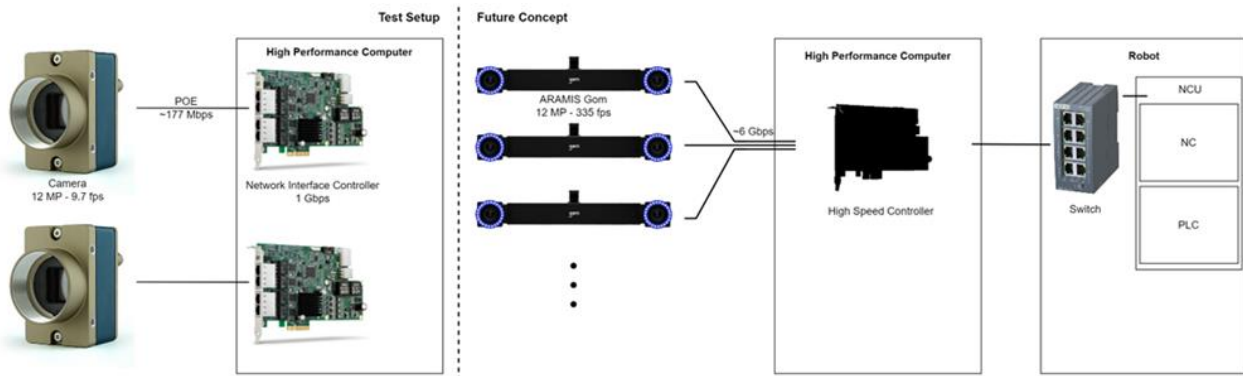 Test Setup
Future Concept
High Performance Computer
POE
~177 Mbps
Camera
12 MP - 9.7 fps
Network Interface Controller
1 Gbps
ARAMIS Gom
12 MP - 335 fps
~6 Gbps
High Performance Computer
High Speed Controller
Robot
Switch
NCU
NC
PLC